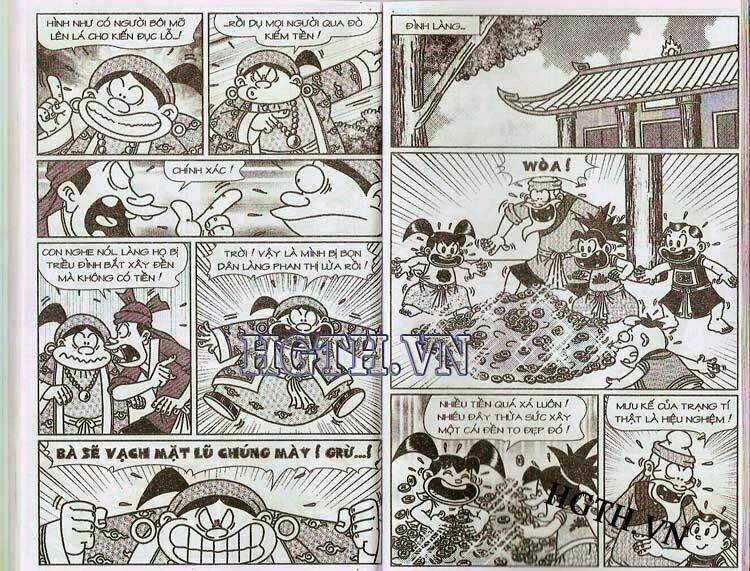 HÌNH NHƯ CÓ NGƯỜI BÔI MỠ
LÊN LÁ CHO KIẾN ĐỤC LỖ...
...RỒI DỤ MỌI NGƯỜI QUA ĐÒ
KIẾM TIỀN !
CHÍNH XÁC !
CON NGHE NÓI, LÀNG HỌ BỊ
TRIỀU ĐÌNH BẮT XÂY ĐỀN
MÀ KHÔNG CÓ TIỀN !
TRỜI ! VẬY LÀ MÌNH BỊ BỌN
DÂN LÀNG PHAN THỊ LỪA RỒI !
BÀ SẼ VẠCH MẶT LŨ CHÚNG MÀY ! GRỪ...!
ĐÌNH LÀNG...
WÒA !
NHIỀU TIỀN QUÁ XÁ LUÔN !
NHIÊU ĐÂY THỪA SỨC XÂY
MỘT CÁI ĐỀN TO ĐẸP ĐÓ !
MƯU KẾ CỦA TRẠNG TÍ
THẬT LÀ HIỆU NGHIỆM !
HGTH.VN
HGTH VN